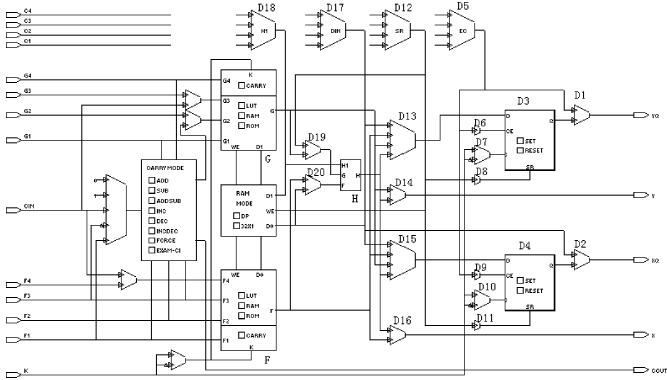 C4
C3
C2
C1
D18
H1
D17
DIN
D12
SR
D5
EC
G4
G3
G2
G1
K
G4
CARRY
G3
LUT
RAM
ROM
G2
G1
WE
D1
G
G
CARRY MODE
ADD
SUB
ADDSUB
INC
DEC
INCDEC
FORCE
EXAM-CI
0
1
CIN
RAM
MODE
DP
32X1
D1
WE
D0
D19
D20
H1
G
F
H
H
D13
D14
D15
D16
D6
D7
D8
D3
D
Q
CE
SET
RESET
SR
D1
YQ
Y
D9
D10
D11
D4
D
Q
CE
SET
RESET
SR
D2
XQ
X
F4
F3
F2
F1
WE
D0
F4
F3
LUT
RAM
ROM
F2
F1
CARRY
K
F
F
K
COUT